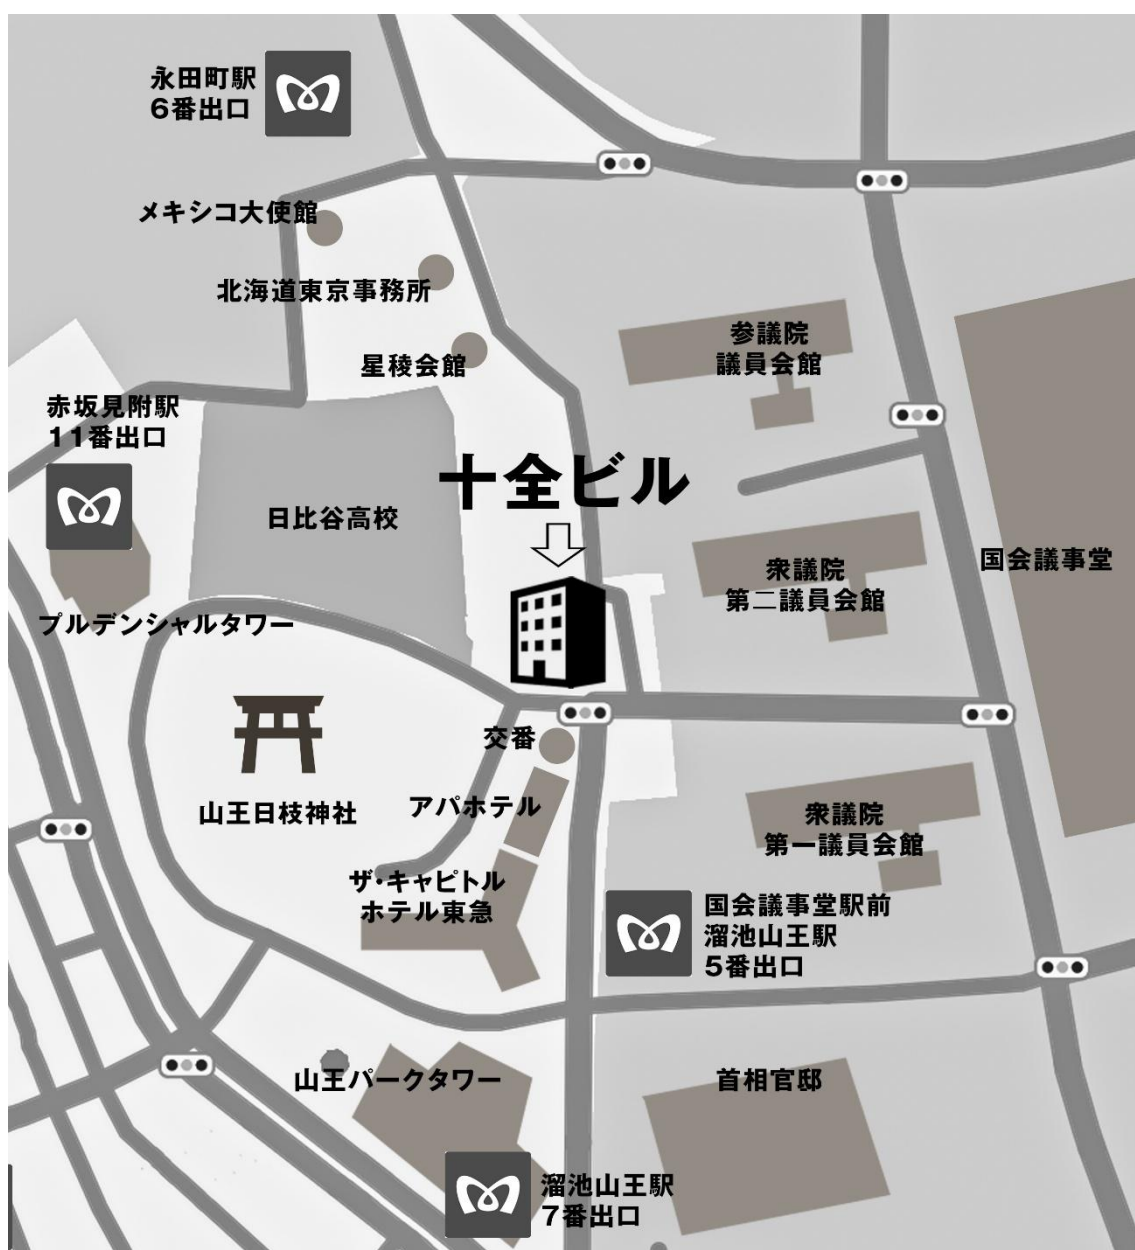 永田町駅
6番出口
メキシコ大使館
北海道東京事務所
星稜会館
参議院
議員会館
赤坂見附駅
11番出口
十全ビル
日比谷高校
衆議院
第二議員会館
国会議事堂
プルデンシャルタワー
交番
山王日枝神社
アパホテル
衆議院
第一議員会館
ザ・キャピトル
ホテル東急
国会議事堂駅前
溜池山王駅
5番出口
山王パークタワー
首相官邸
溜池山王駅
7番出口